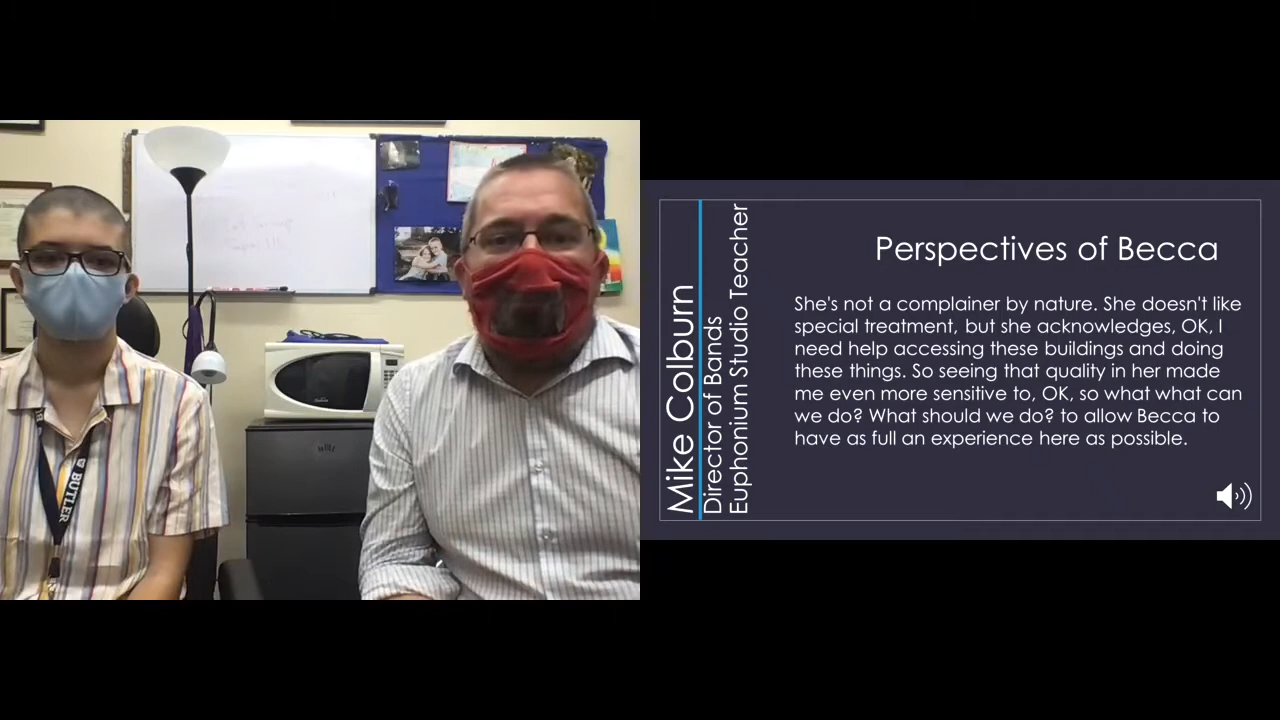 BUTLER
Mike Colburn
Director of Bands
Euphonium Studio Teacher
Perspectives of Becca
She's not a complainer by nature. She doesn't like
special treatment, but she acknowledges, OK, I
need help accessing these buildings and doing
these things. So seeing that quality in her made
me even more sensitive to, OK, so what what can
we do? What should we do? to allow Becca to
have as full an experience here as possible.